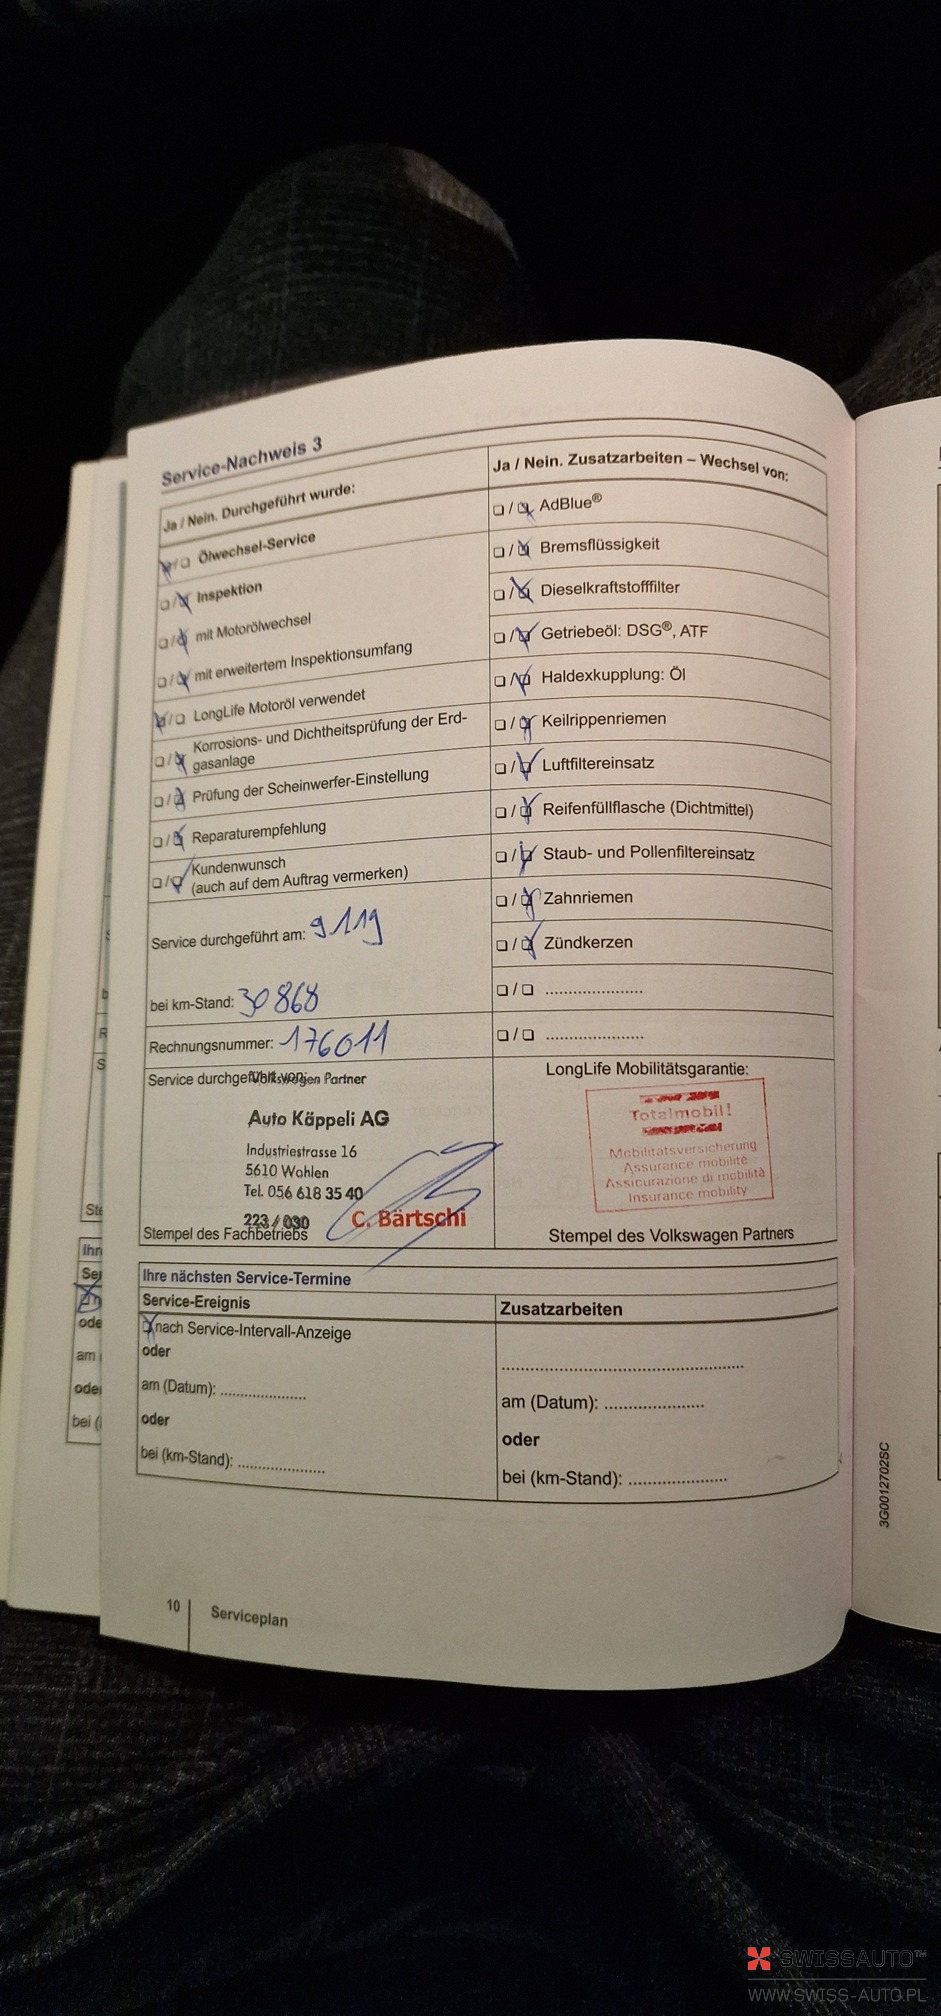 Service-Nachweis 3
Ja / Nein. Durchgeführt wurde:
Ölwechsel-Service
Inspektion
mit Motorölwechsel
mit erweitertem Inspektionsumfang
LongLife Motoröl verwendet
Korrosions- und Dichtheitsprüfung der Erd-
gasanlage
Prüfung der Scheinwerfer-Einstellung
Reparaturempfehlung
Kundenwunsch
(auch auf dem Auftrag vermerken)
Service durchgeführt am: 9 1 19
bei km-Stand: 30868
Rechnungsnummer: 176011
Service durchgeführt von:
Volkswagen Partner
Auto Käppeli AG
Industriestrasse 16
5610 Wohlen
Tel. 056 618 35 40
223 / 030
C. Bärtschi
Stempel des Fachbetriebs
Ja / Nein. Zusatzarbeiten – Wechsel von:
AdBlue®
Bremsflüssigkeit
Dieselkraftstofffilter
Getriebeöl: DSG®, ATF
Haldexkupplung: Öl
Keilrippenriemen
Luftfiltereinsatz
Reifenfüllflasche (Dichtmittel)
Staub- und Pollenfiltereinsatz
Zahnriemen
Zündkerzen
LongLife Mobilitätsgarantie:
Totalmobil!
Mobilitätsversicherung
Assurance mobilité
Assicurazione di mobilità
Insurance mobility
Stempel des Volkswagen Partners
Ihre nächsten Service-Termine
Service-Ereignis
nach Service-Intervall-Anzeige
oder
am (Datum): ....................
oder
bei (km-Stand): ....................
Zusatzarbeiten
am (Datum): ....................
oder
bei (km-Stand): ....................
10
Serviceplan
3G0012702SC
am
bei (
SWISSAUTO™
WWW.SWISS-AUTO.PL